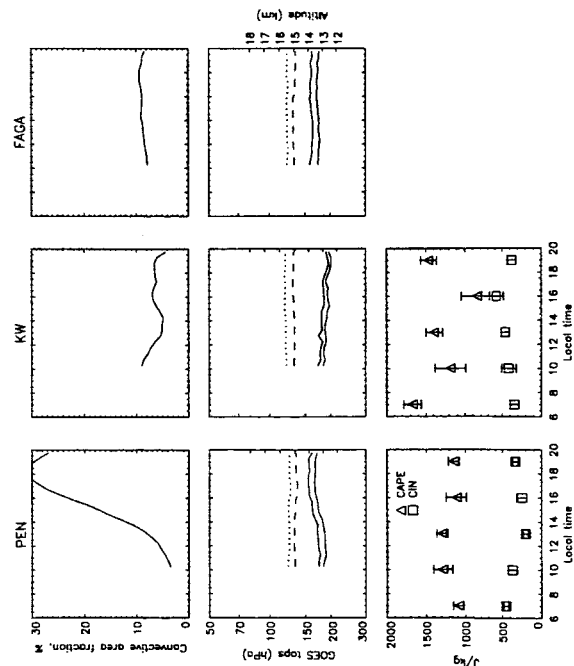 PEN
KW
FAGA
Convective area fraction, %
30
20
10
0
GOES tops (hPa)
50
70
100
150
200
300
Altitude (km)
18
17
16
15
14
13
12
J/kg
2000
1500
1000
500
0
CAPE
CIN
6 8 10 12 14 16 18 20
Local time
6 8 10 12 14 16 18 20
Local time